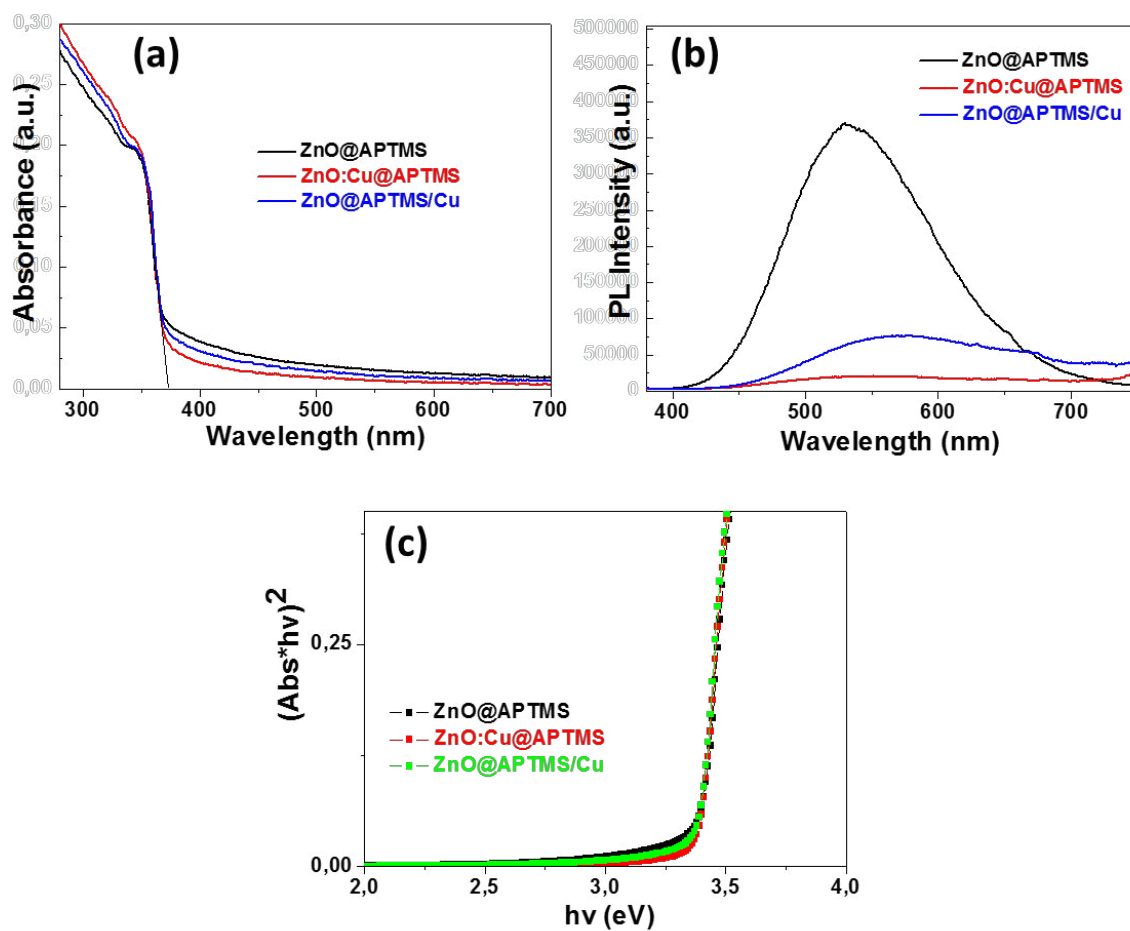 (a)
Absorbance (a.u.)
0,30
0,25
0,20
0,15
0,10
0,05
0,00
ZnO@APTMS
ZnO:Cu@APTMS
ZnO@APTMS/Cu
300 400 500 600 700
Wavelength (nm)
(b)
PL Intensity (a.u.)
500000
450000
400000
350000
300000
250000
200000
150000
100000
50000
0
ZnO@APTMS
ZnO:Cu@APTMS
ZnO@APTMS/Cu
400 500 600 700
Wavelength (nm)
(c)
(Abs*hν)²
0,25
0,00
ZnO@APTMS
ZnO:Cu@APTMS
ZnO@APTMS/Cu
2,0 2,5 3,0 3,5 4,0
hν (eV)